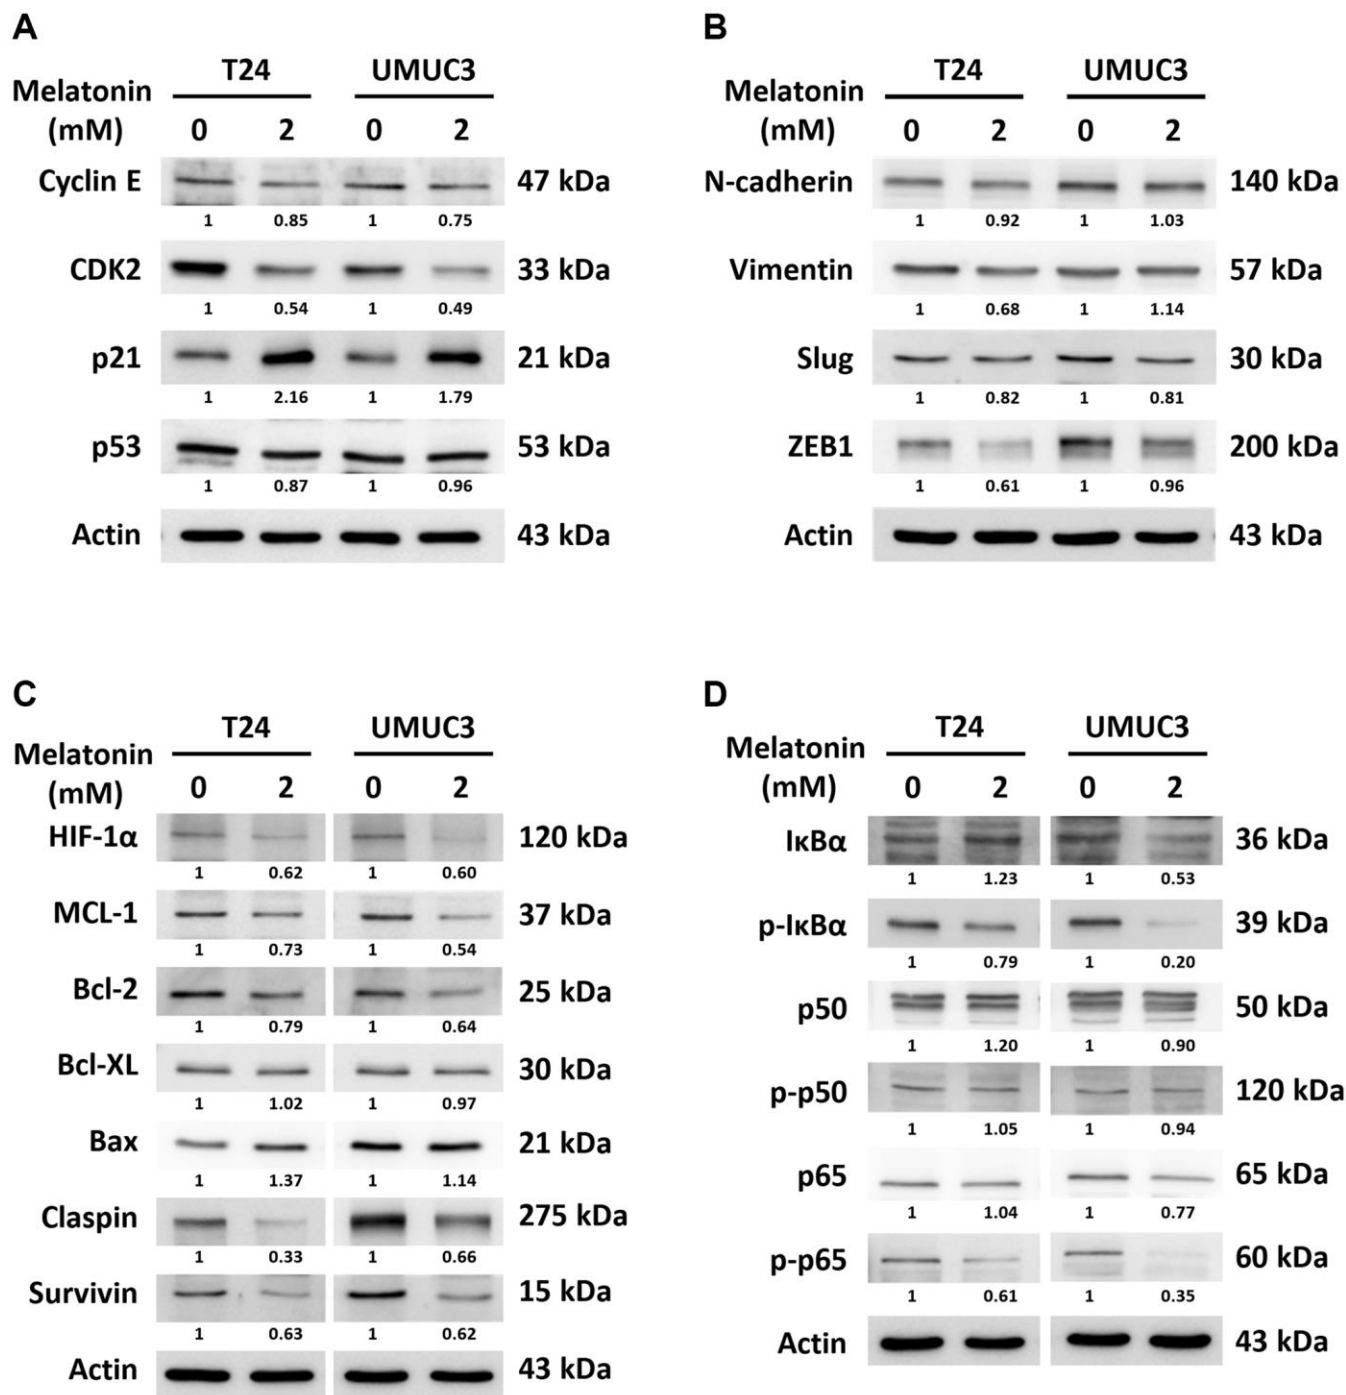 A
T24 UMUC3
Melatonin
(mM) 0 2 0 2
Cyclin E 47 kDa
1 0.85 1 0.75
CDK2 33 kDa
1 0.54 1 0.49
p21 21 kDa
1 2.16 1 1.79
p53 53 kDa
1 0.87 1 0.96
Actin 43 kDa
B
T24 UMUC3
Melatonin
(mM) 0 2 0 2
N-cadherin 140 kDa
1 0.92 1 1.03
Vimentin 57 kDa
1 0.68 1 1.14
Slug 30 kDa
1 0.82 1 0.81
ZEB1 200 kDa
1 0.61 1 0.96
Actin 43 kDa
C
T24 UMUC3
Melatonin
(mM) 0 2 0 2
HIF-1α 120 kDa
1 0.62 1 0.60
MCL-1 37 kDa
1 0.73 1 0.54
Bcl-2 25 kDa
1 0.79 1 0.64
Bcl-XL 30 kDa
1 1.02 1 0.97
Bax 21 kDa
1 1.37 1 1.14
Claspin 275 kDa
1 0.33 1 0.66
Survivin 15 kDa
1 0.63 1 0.62
Actin 43 kDa
D
T24 UMUC3
Melatonin
(mM) 0 2 0 2
IκBα 36 kDa
1 1.23 1 0.53
p-IκBα 39 kDa
1 0.79 1 0.20
p50 50 kDa
1 1.20 1 0.90
p-p50 120 kDa
1 1.05 1 0.94
p65 65 kDa
1 1.04 1 0.77
p-p65 60 kDa
1 0.61 1 0.35
Actin 43 kDa